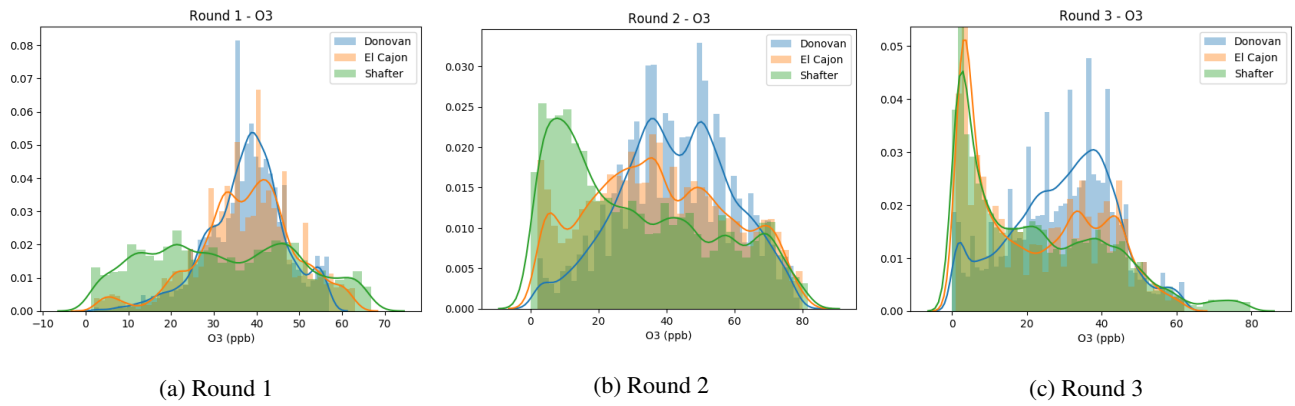 Round 1 - O3
Donovan
El Cajon
Shafter
0.08
0.07
0.06
0.05
0.04
0.03
0.02
0.01
0.00
−10 0 10 20 30 40 50 60 70
O3 (ppb)
(a) Round 1
Round 2 - O3
Donovan
El Cajon
Shafter
0.030
0.025
0.020
0.015
0.010
0.005
0.000
0 20 40 60 80
O3 (ppb)
(b) Round 2
Round 3 - O3
Donovan
El Cajon
Shafter
0.05
0.04
0.03
0.02
0.01
0.00
0 20 40 60 80
O3 (ppb)
(c) Round 3